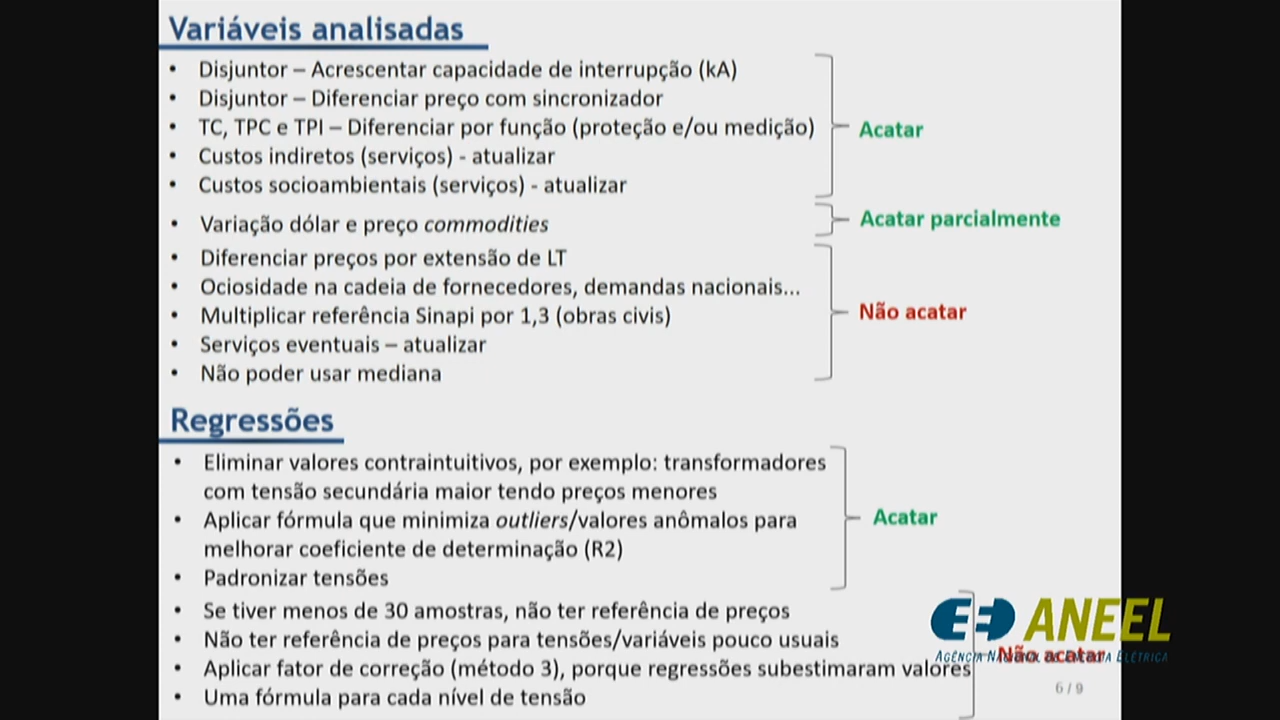 Variáveis analisadas
• Disjuntor – Acrescentar capacidade de interrupção (kA)
• Disjuntor – Diferenciar preço com sincronizador
• TC, TPC e TPI – Diferenciar por função (proteção e/ou medição)
• Custos indiretos (serviços) - atualizar
• Custos socioambientais (serviços) - atualizar
Acatar
• Variação dólar e preço commodities
Acatar parcialmente
• Diferenciar preços por extensão de LT
• Ociosidade na cadeia de fornecedores, demandas nacionais...
• Multiplicar referência Sinapi por 1,3 (obras civis)
• Serviços eventuais – atualizar
• Não poder usar mediana
Não acatar
Regressões
• Eliminar valores contraintuitivos, por exemplo: transformadores
com tensão secundária maior tendo preços menores
• Aplicar fórmula que minimiza outliers/valores anômalos para
melhorar coeficiente de determinação (R2)
• Padronizar tensões
Acatar
• Se tiver menos de 30 amostras, não ter referência de preços
• Não ter referência de preços para tensões/variáveis pouco usuais
• Aplicar fator de correção (método 3), porque regressões subestimaram valores
• Uma fórmula para cada nível de tensão
Não acatar
ANEEL
Agência Elétrica
6 / 9